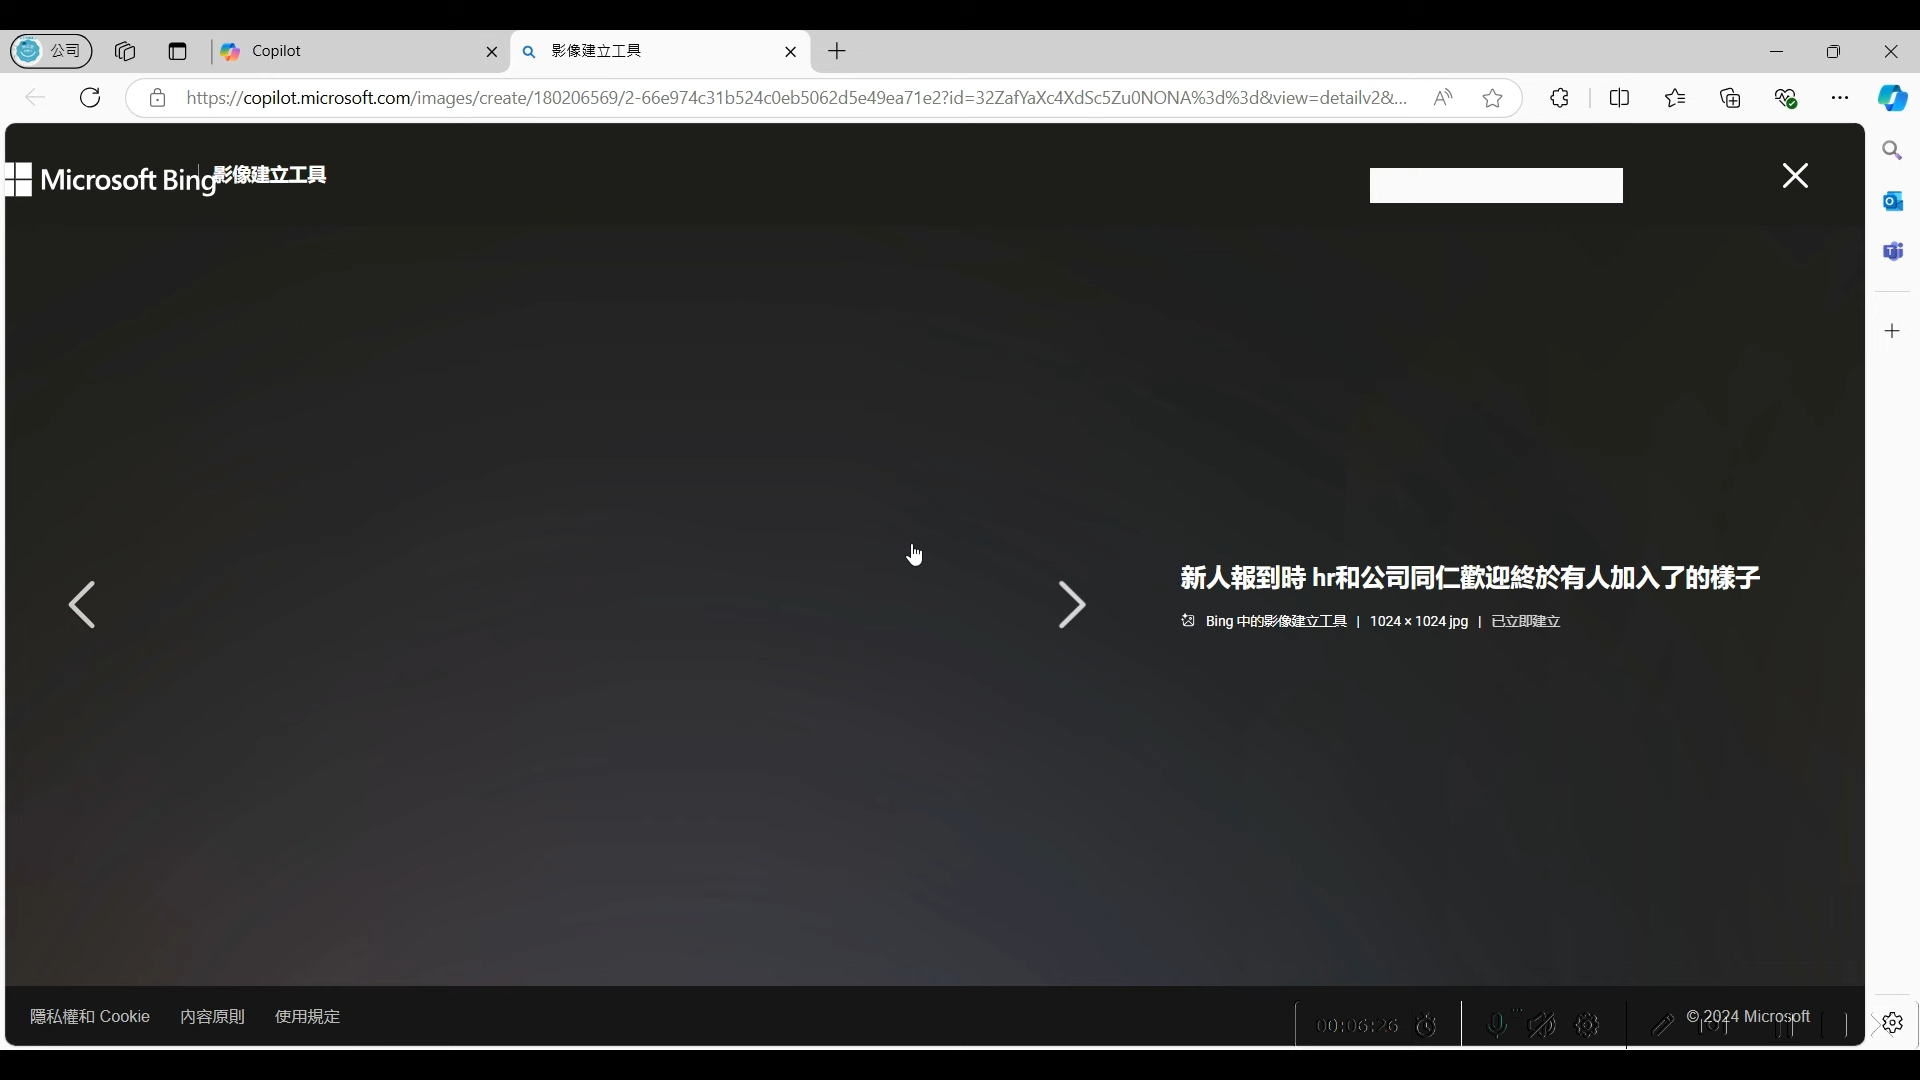 公司
Copilot
影像建立工具
https://copilot.microsoft.com/images/create/180206569/2-66e974c31b524c0eb5062d5e49ea71e2?id=32ZafYaXc4XdSc5Zu0NONA%3d%3d&view=detailv2&...
Microsoft Bing
影像建立工具
新人報到時 hr和公司同仁歡迎終於有人加入了的樣子
Bing 中的影像建立工具 | 1024 × 1024 jpg | 已立即建立
隱私權和 Cookie 內容原則 使用規定
00:06:26
© 2024 Microsoft